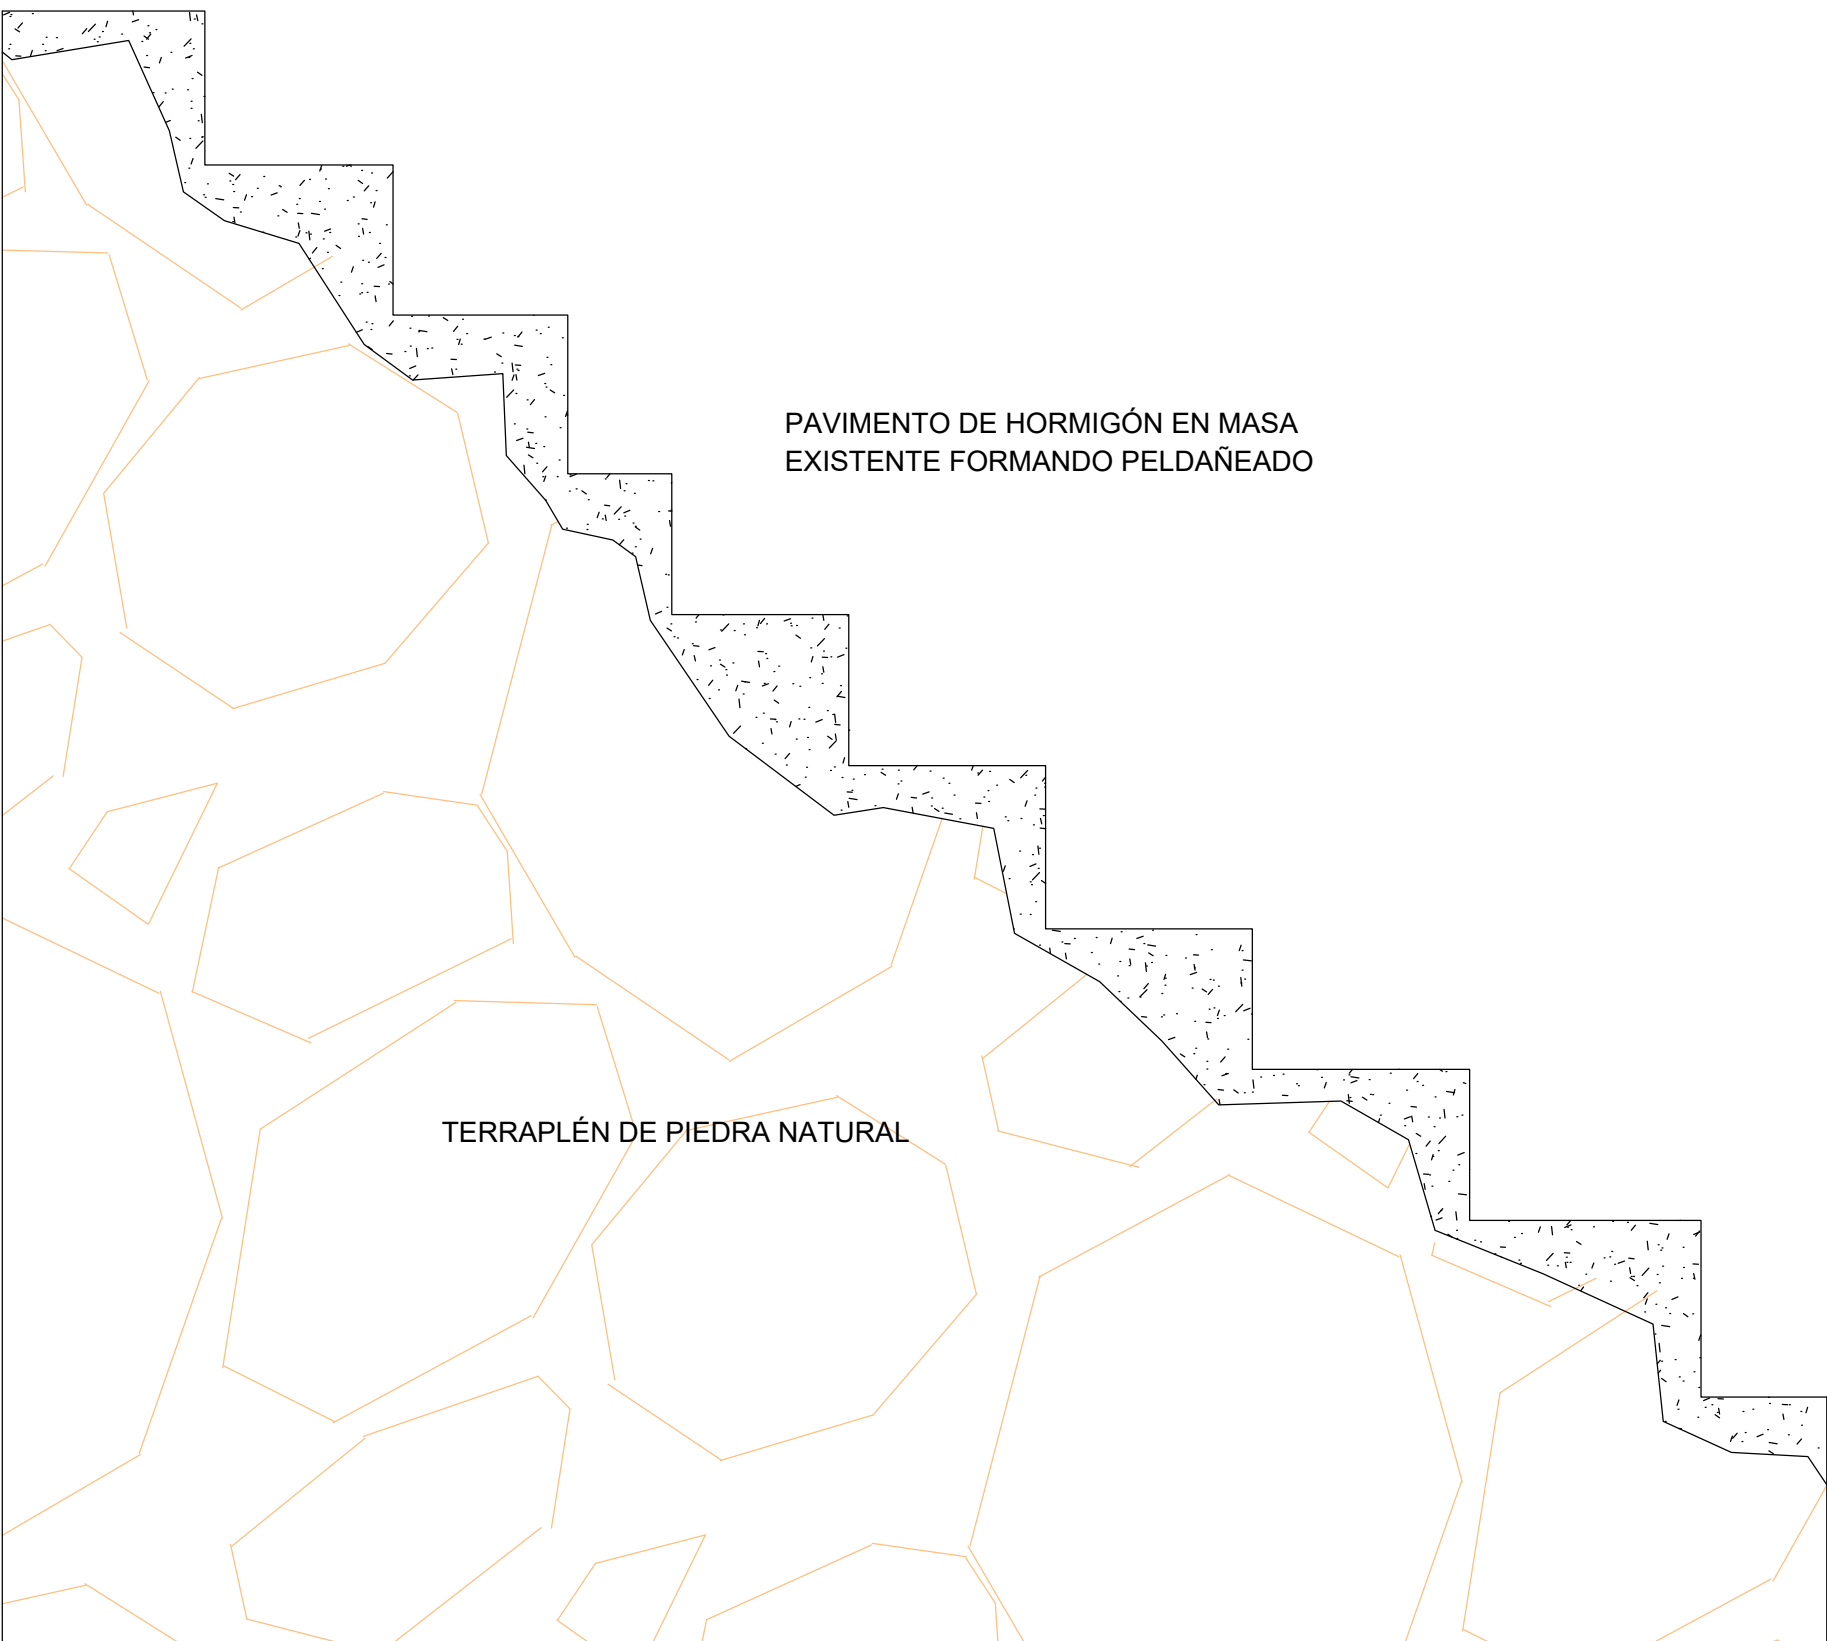 PAVIMENTO DE HORMIGÓN EN MASA
EXISTENTE FORMANDO PELDAÑEADO
TERRAPLÉN DE PIEDRA NATURAL